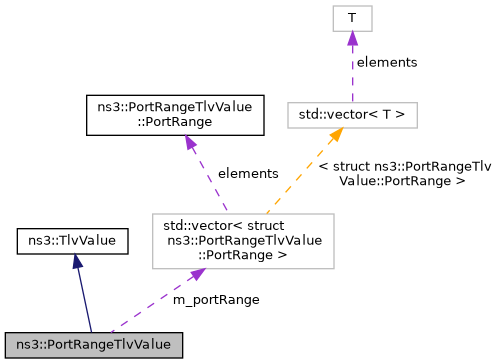 T
elements
ns3::PortRangeTlvValue
::PortRange
std::vector< T >
elements
< struct ns3::PortRangeTlv
Value::PortRange >
std::vector< struct
ns3::PortRangeTlvValue
::PortRange >
ns3::TlvValue
m_portRange
ns3::PortRangeTlvValue